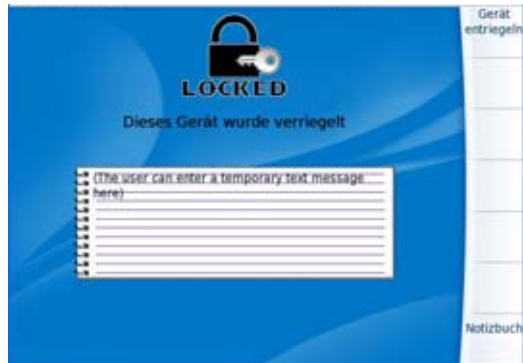 Gerät
entriegeln
LOCKED
Dieses Gerät wurde verriegelt
(The user can enter a temporary text message
here)
Notizbuch